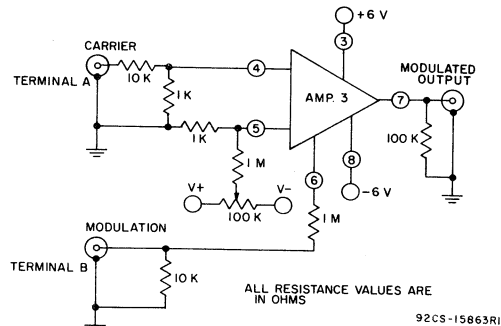 +6 V
CARRIER
3
MODULATED
OUTPUT
4
10 K
TERMINAL A
AMP. 3
7
1 K
5
1 K
8
100 K
6
1 M
-6 V
V+
V-
1 M
100 K
MODULATION
TERMINAL B
10 K
ALL RESISTANCE VALUES ARE
IN OHMS
92CS-15863RI